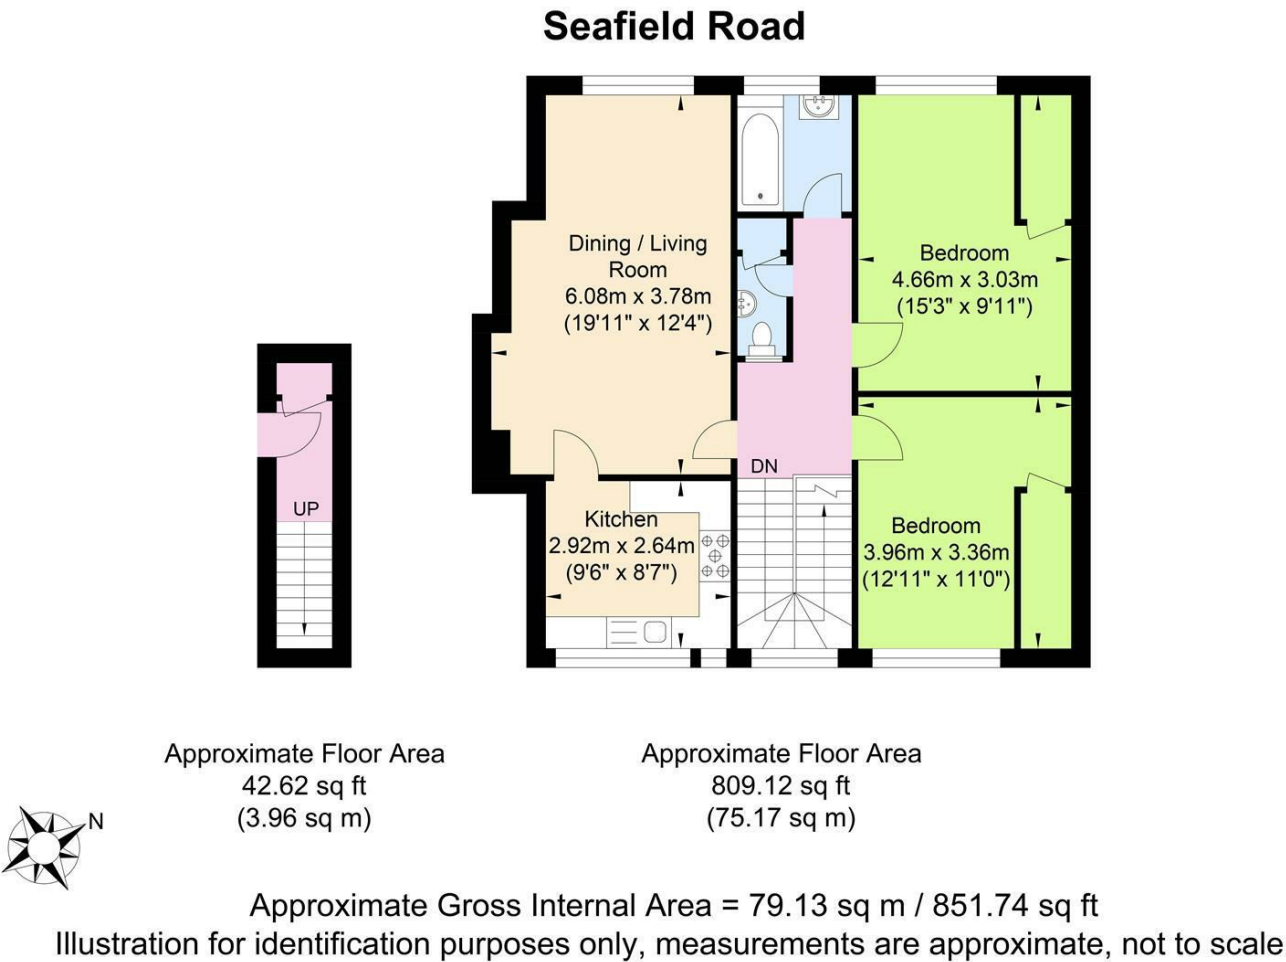 Seafield Road
Dining / Living
Room
6.08m x 3.78m
(19'11" x 12'4")
Bedroom
4.66m x 3.03m
(15'3" x 9'11")
DN
UP
Kitchen
2.92m x 2.64m
(9'6" x 8'7")
Bedroom
3.96m x 3.36m
(12'11" x 11'0")
Approximate Floor Area
42.62 sq ft
(3.96 sq m)
Approximate Floor Area
809.12 sq ft
(75.17 sq m)
N
Approximate Gross Internal Area = 79.13 sq m / 851.74 sq ft
Illustration for identification purposes only, measurements are approximate, not to scale